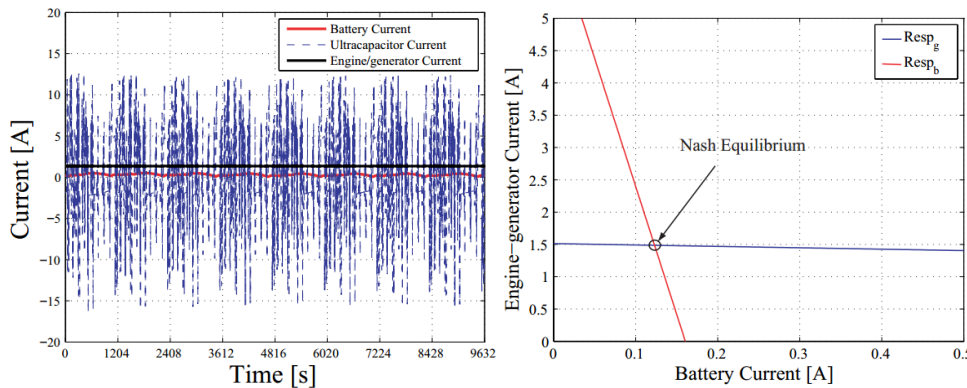 20
15
10
5
0
−5
−10
−15
−20
Current [A]
Battery Current
Ultracapacitor Current
Engine/generator Current
0 1204 2408 3612 4816 6020 7224 8428 9632
Time [s]
5
4.5
4
3.5
3
2.5
2
1.5
1
0.5
0
Engine−generator Current [A]
Resp_g
Resp_b
Nash Equilibrium
0 0.1 0.2 0.3 0.4 0.5
Battery Current [A]